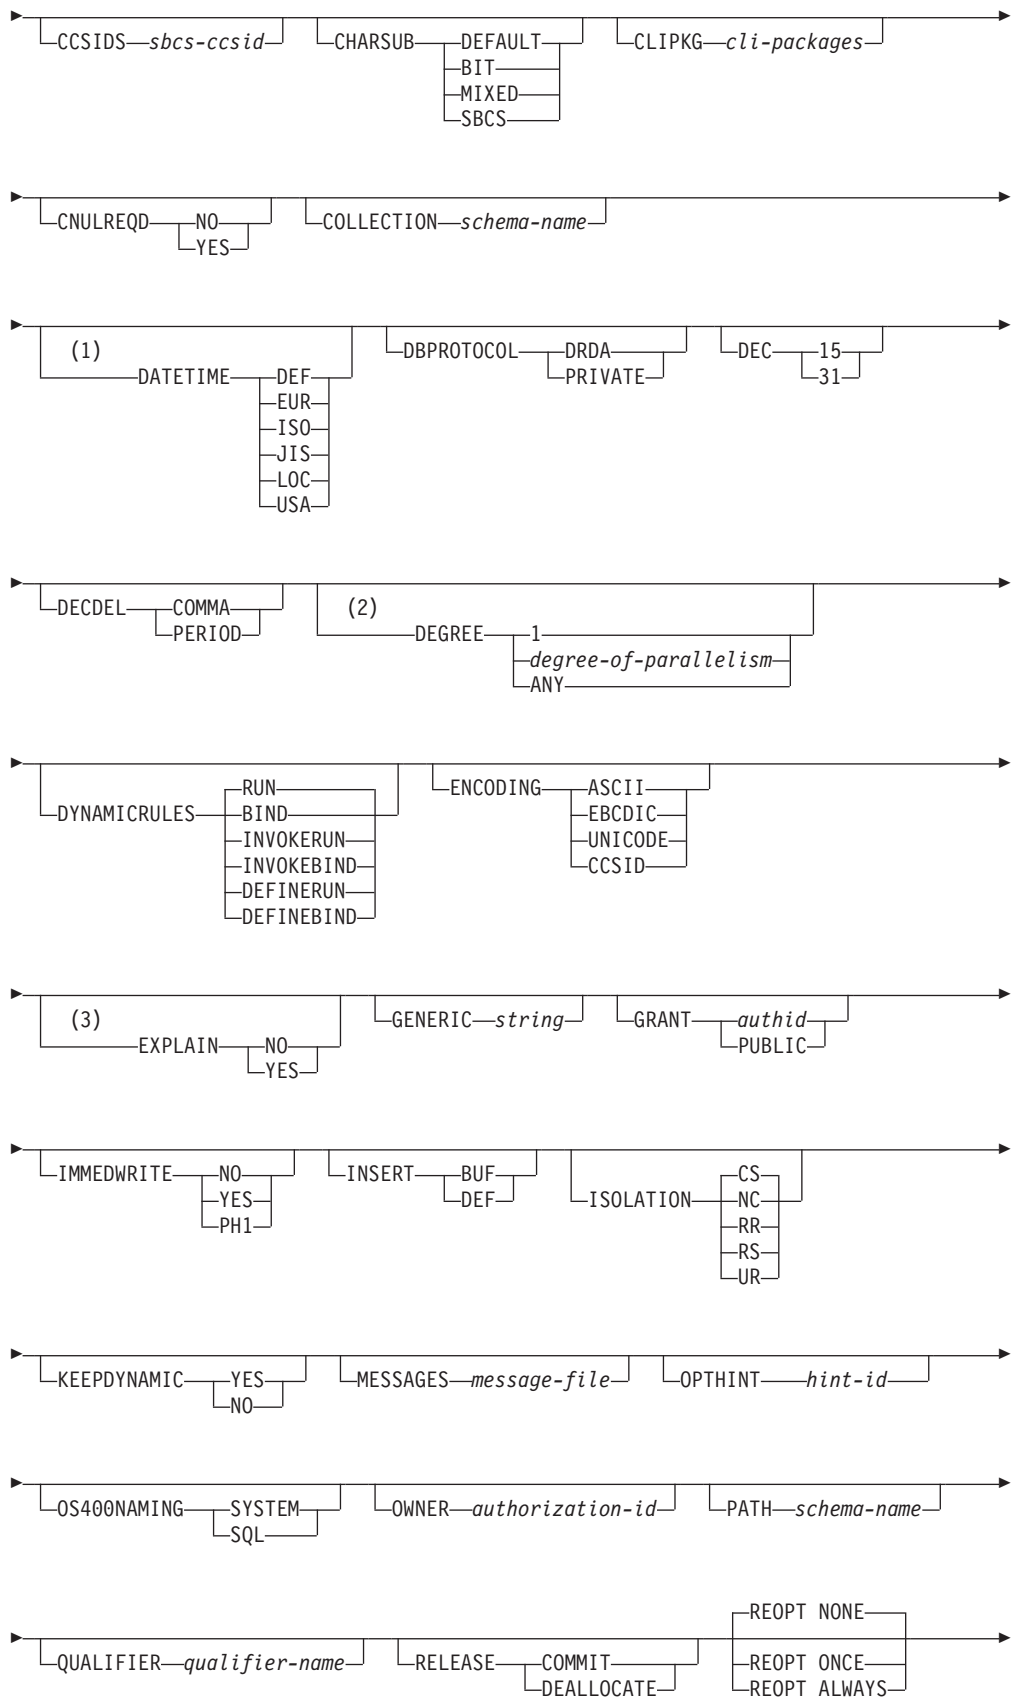 CCSIDS sbcs-ccsid CHARSUB DEFAULT CLIPKG cli-packages
BIT
MIXED
SBCS
CNULREQD NO COLLECTION schema-name
YES
(1) DBPROTOCOL DRDA DEC 15
DATETIME DEF PRIVATE 31
EUR
ISO
JIS
LOC
USA
DECDEL COMMA (2)
PERIOD DEGREE 1
degree-of-parallelism
ANY
RUN ENCODING ASCII
DYNAMICRULES BIND EBCDIC
INVOKERUN UNICODE
INVOKEBIND CCSID
DEFINERUN
DEFINEBIND
(3) GENERIC string GRANT authid
EXPLAIN NO PUBLIC
YES
IMMEDWRITE NO INSERT BUF CS
YES DEF ISOLATION NC
PH1 RR
RS
UR
KEEPDYNAMIC YES MESSAGES message-file OPTHINT hint-id
NO
OS400NAMING SYSTEM OWNER authorization-id PATH schema-name
SQL
REOPT NONE
QUALIFIER qualifier-name RELEASE COMMIT REOPT ONCE
DEALLOCATE REOPT ALWAYS